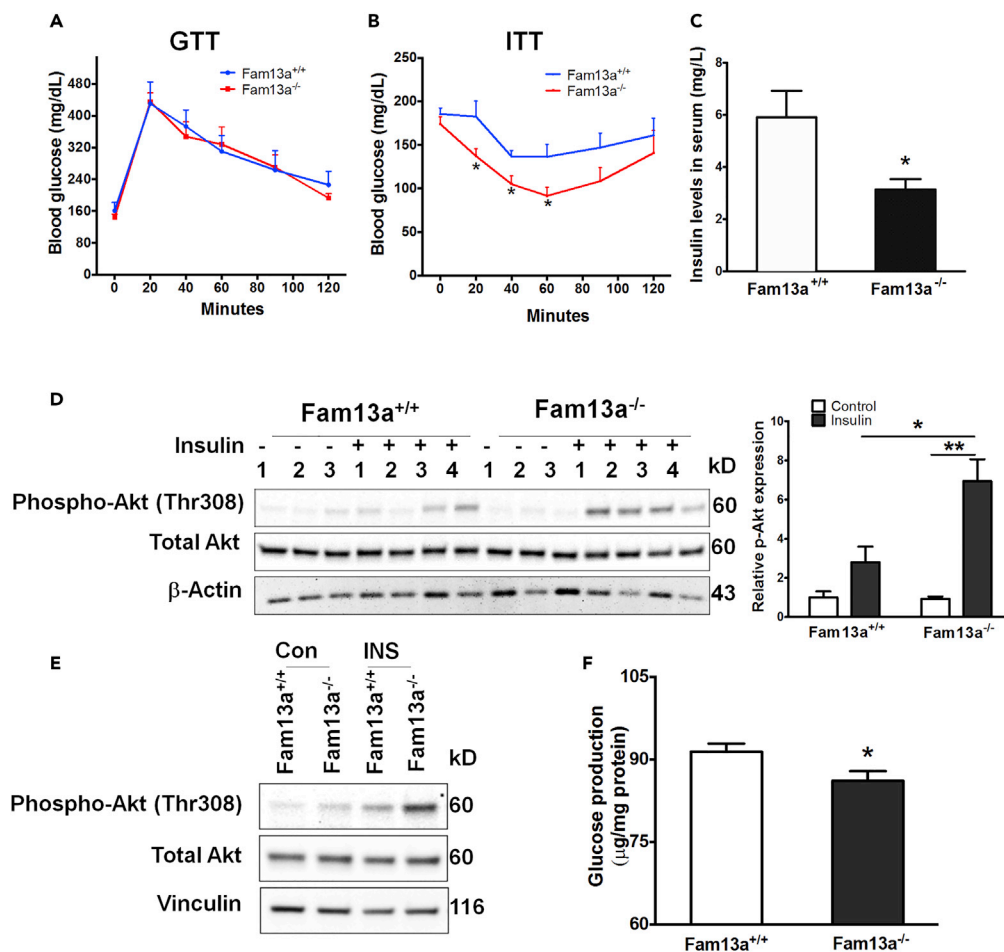 A
GTT
Fam13a+/+
Fam13a-/-
Blood glucose (mg/dL)
480
400
320
240
160
0
0 20 40 60 80 100 120
Minutes
B
ITT
Fam13a+/+
Fam13a-/-
Blood glucose (mg/dL)
250
200
150
100
50
0
* * *
0 20 40 60 80 100 120
Minutes
C
Insulin levels in serum (mg/L)
8
6
4
2
0
*
Fam13a+/+ Fam13a-/-
D
Fam13a+/+ Fam13a-/-
Insulin - - - + + + + - - - + + + +
1 2 3 1 2 3 4 1 2 3 1 2 3 4 kD
Phospho-Akt (Thr308) 60
Total Akt 60
β-Actin 43
Control
Insulin
Relative p-Akt expression
10
8
6
4
2
0
*
**
Fam13a+/+ Fam13a-/-
E
Con INS
Fam13a+/+ Fam13a-/- Fam13a+/+ Fam13a-/- kD
Phospho-Akt (Thr308) 60
Total Akt 60
Vinculin 116
F
Glucose production
(µg/mg protein)
105
90
75
60
*
Fam13a+/+ Fam13a-/-